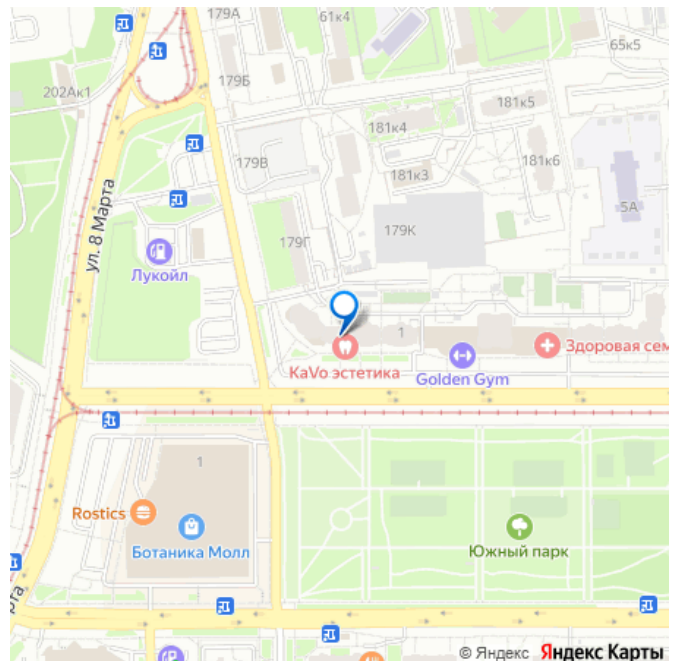 179А
61к4
65к5
179Б
202Ак1
181к5
181к4
179В
181к6
181к3
5А
ул. 8 Марта
179Г
179К
Лукойл
1
KaVo эстетика
Golden Gym
Здоровая сем
1
Rostics
Ботаника Молл
Южный парк
рта
© Яндекс Яндекс Карты